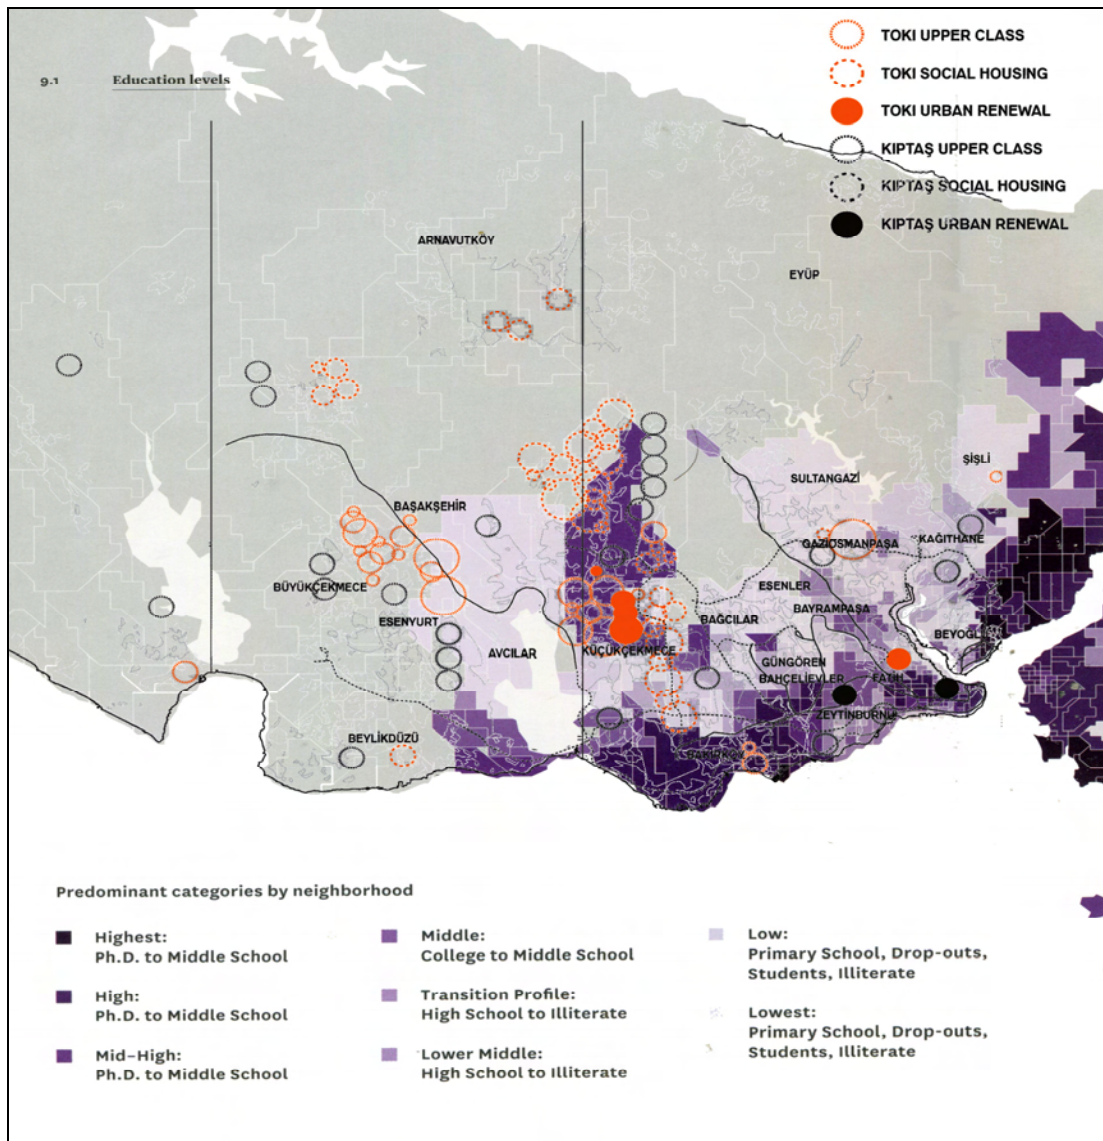 TOKI UPPER CLASS
9.1 Education levels
TOKI SOCIAL HOUSING
TOKI URBAN RENEWAL
KIPTAŞ UPPER CLASS
KIPTAŞ SOCIAL HOUSING
KIPTAŞ URBAN RENEWAL
ARNAVUTKÖY
EYÜP
ŞİŞLİ
SULTANGAZİ
BAŞAKŞEHİR
GAZİOSMANPAŞA
KAĞITHANE
BÜYÜKÇEKMECE
ESENLER
BAYRAMPAŞA
ESENYURT
BAĞCILAR
BEYOĞLU
AVCILAR
KÜÇÜKÇEKMECE
GÜNGÖREN
BAHÇELİEVLER
FATİH
ZEYTİNBURNU
BEYLİKDÜZÜ
BAKIRKÖY
Predominant categories by neighborhood
Highest:
Ph.D. to Middle School
High:
Ph.D. to Middle School
Mid-High:
Ph.D. to Middle School
Middle:
College to Middle School
Transition Profile:
High School to Illiterate
Lower Middle:
High School to Illiterate
Low:
Primary School, Drop-outs,
Students, Illiterate
Lowest:
Primary School, Drop-outs,
Students, Illiterate